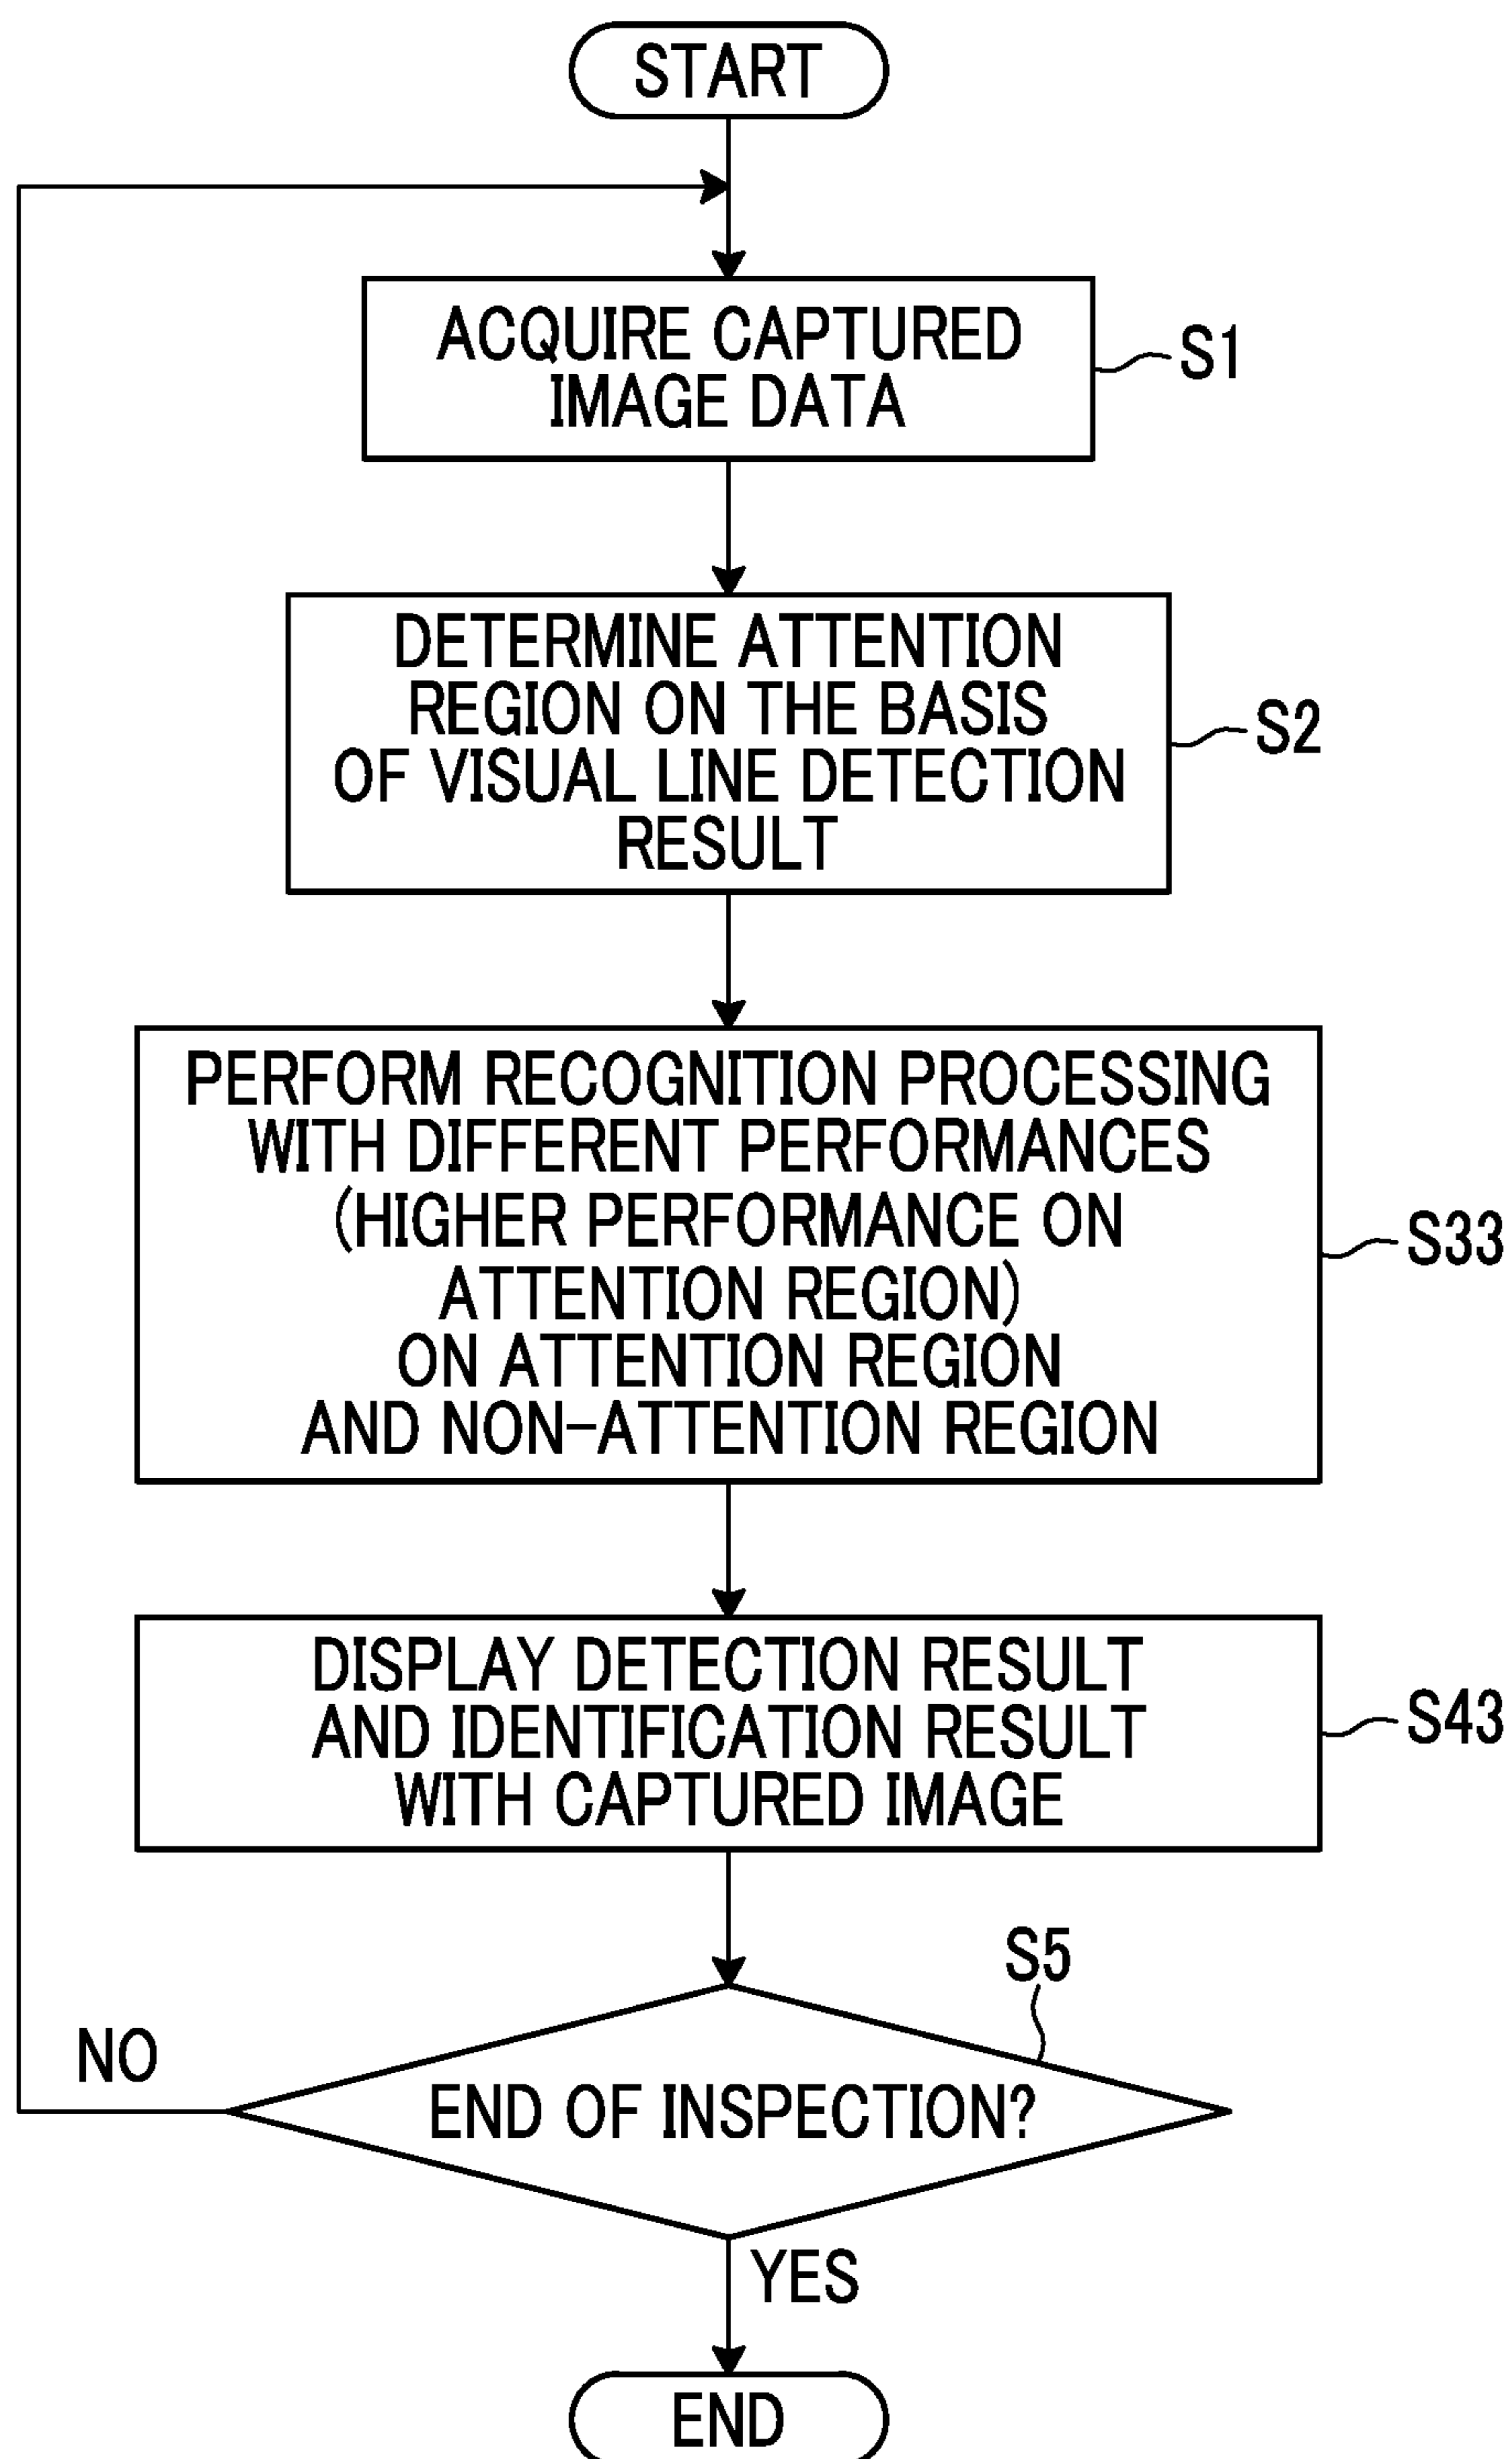 START
ACQUIRE CAPTURED
IMAGE DATA
S1
DETERMINE ATTENTION
REGION ON THE BASIS
OF VISUAL LINE DETECTION
RESULT
S2
PERFORM RECOGNITION PROCESSING
WITH DIFFERENT PERFORMANCES
(HIGHER PERFORMANCE ON
ATTENTION REGION)
ON ATTENTION REGION
AND NON-ATTENTION REGION
S33
DISPLAY DETECTION RESULT
AND IDENTIFICATION RESULT
WITH CAPTURED IMAGE
S43
S5
NO
END OF INSPECTION?
YES
END